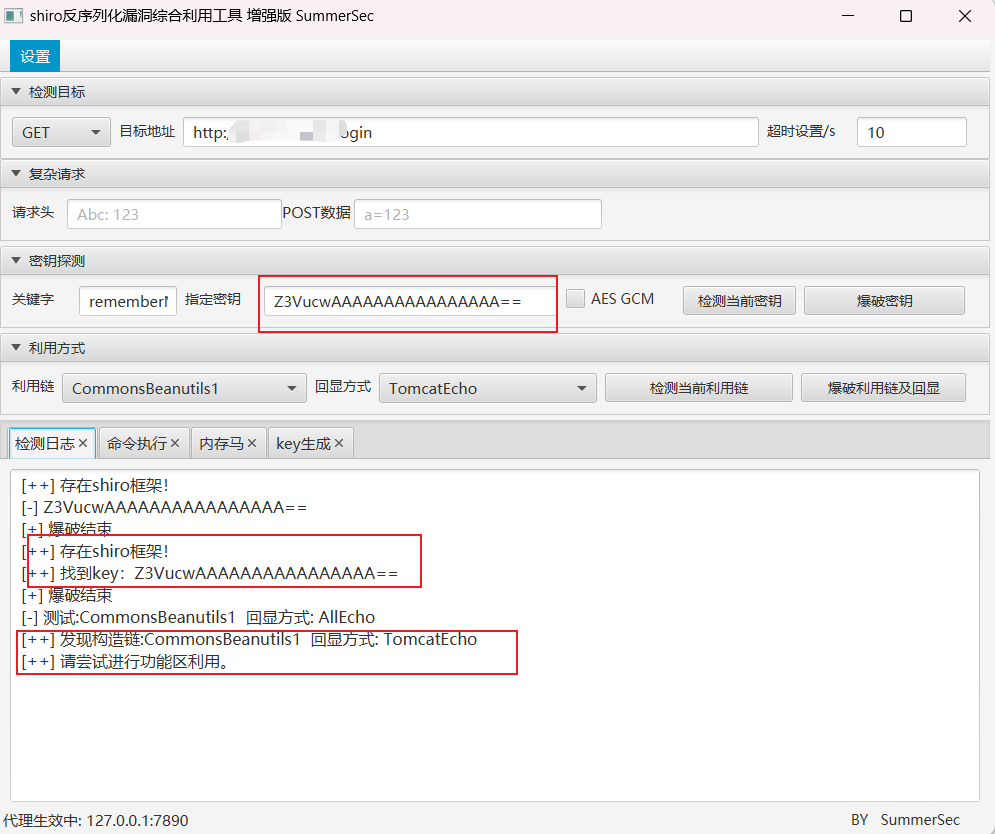 shiro反序列化漏洞综合利用工具 增强版 SummerSec
设置
检测目标
GET 目标地址 http:/ ogin 超时设置/s 10
复杂请求
请求头 Abc: 123 POST数据 a=123
密钥探测
关键字 remember 指定密钥 Z3VucwAAAAAAAAAAAAAAAA== AES GCM 检测当前密钥 爆破密钥
利用方式
利用链 CommonsBeanutils1 回显方式 TomcatEcho 检测当前利用链 爆破利用链及回显
检测日志 命令执行 内存马 key生成
[++] 存在shiro框架！
[-] Z3VucwAAAAAAAAAAAAAAAA==
[+] 爆破结束
[++] 存在shiro框架！
[++] 找到key：Z3VucwAAAAAAAAAAAAAAAA==
[+] 爆破结束
[-] 测试:CommonsBeanutils1 回显方式: AllEcho
[++] 发现构造链:CommonsBeanutils1 回显方式: TomcatEcho
[++] 请尝试进行功能区利用。
代理生效中: 127.0.0.1:7890 BY SummerSec